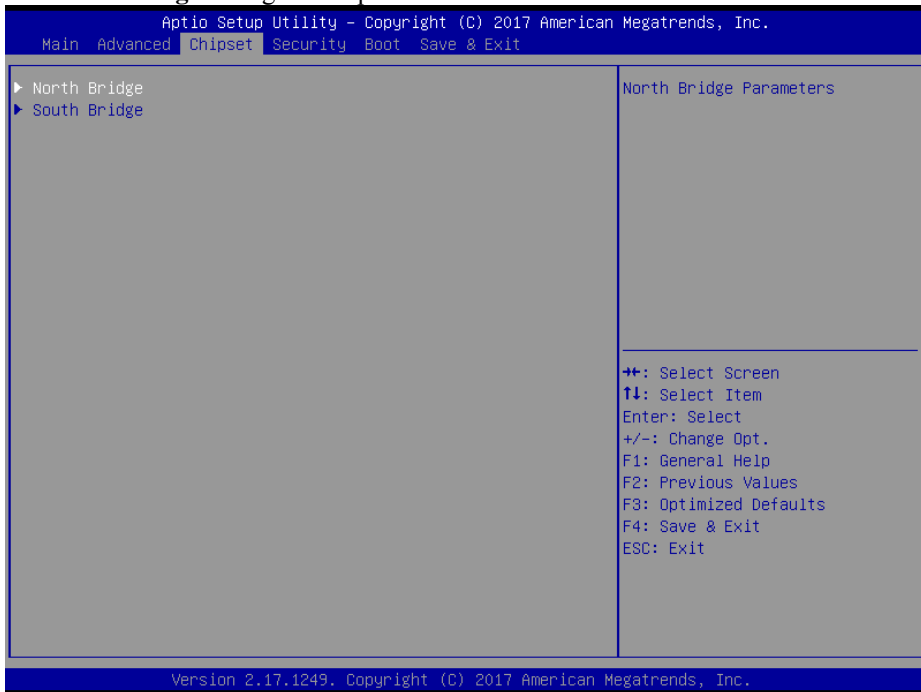 Aptio Setup Utility – Copyright (C) 2017 American Megatrends, Inc.
Main Advanced Chipset Security Boot Save & Exit
▶ North Bridge
▶ South Bridge
North Bridge Parameters
→←: Select Screen
↑↓: Select Item
Enter: Select
+/-: Change Opt.
F1: General Help
F2: Previous Values
F3: Optimized Defaults
F4: Save & Exit
ESC: Exit
Version 2.17.1249. Copyright (C) 2017 American Megatrends, Inc.